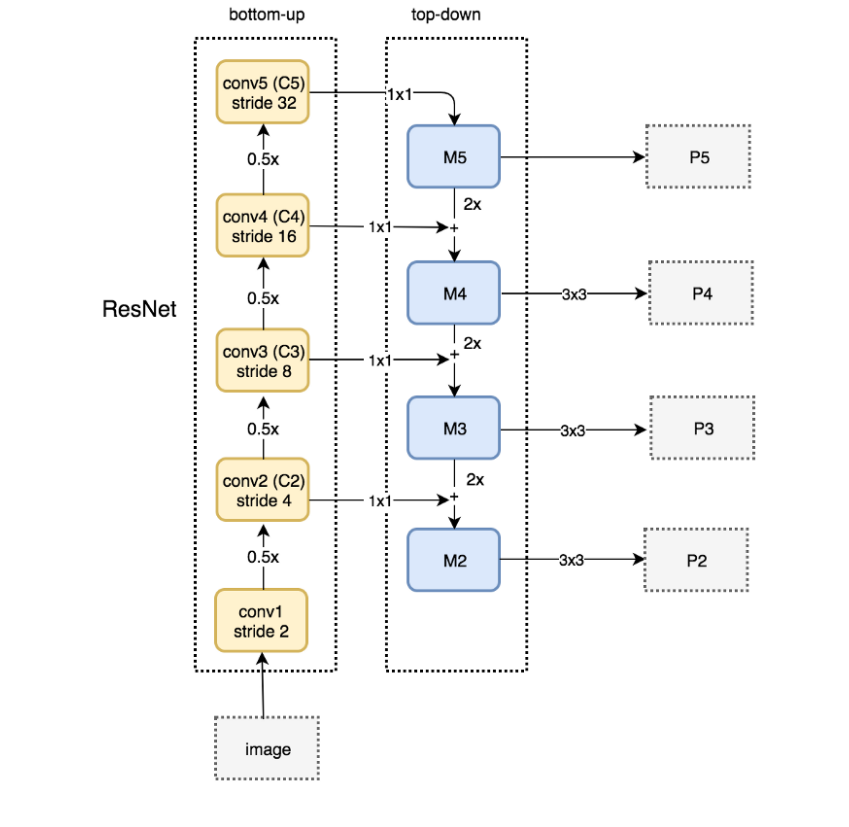 bottom-up
top-down
conv5 (C5)
stride 32
1x1
M5
P5
0.5x
2x
conv4 (C4)
stride 16
1x1
+
M4
3x3
P4
0.5x
ResNet
2x
conv3 (C3)
stride 8
1x1
+
M3
3x3
P3
0.5x
2x
conv2 (C2)
stride 4
1x1
+
M2
3x3
P2
0.5x
conv1
stride 2
image